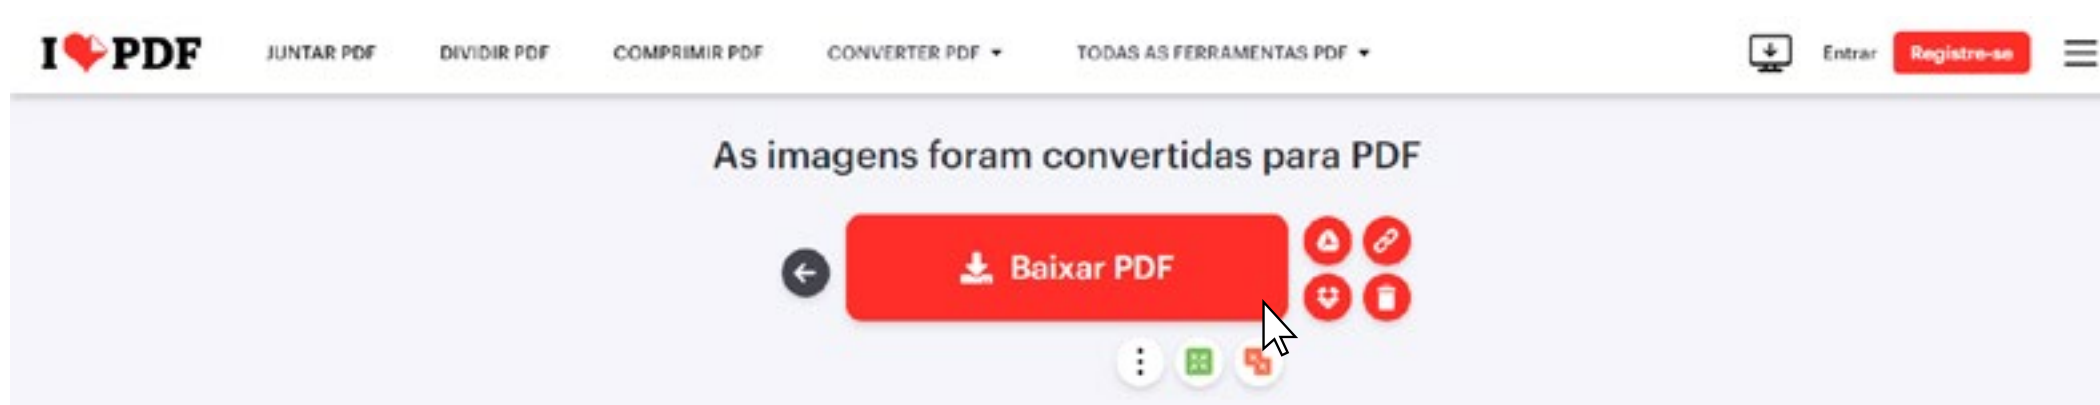 I PDF
JUNTAR PDF
DIVIDIR PDF
COMPRIMIR PDF
CONVERTER PDF
TODAS AS FERRAMENTAS PDF
Entrar
Registre-se
As imagens foram convertidas para PDF
Baixar PDF